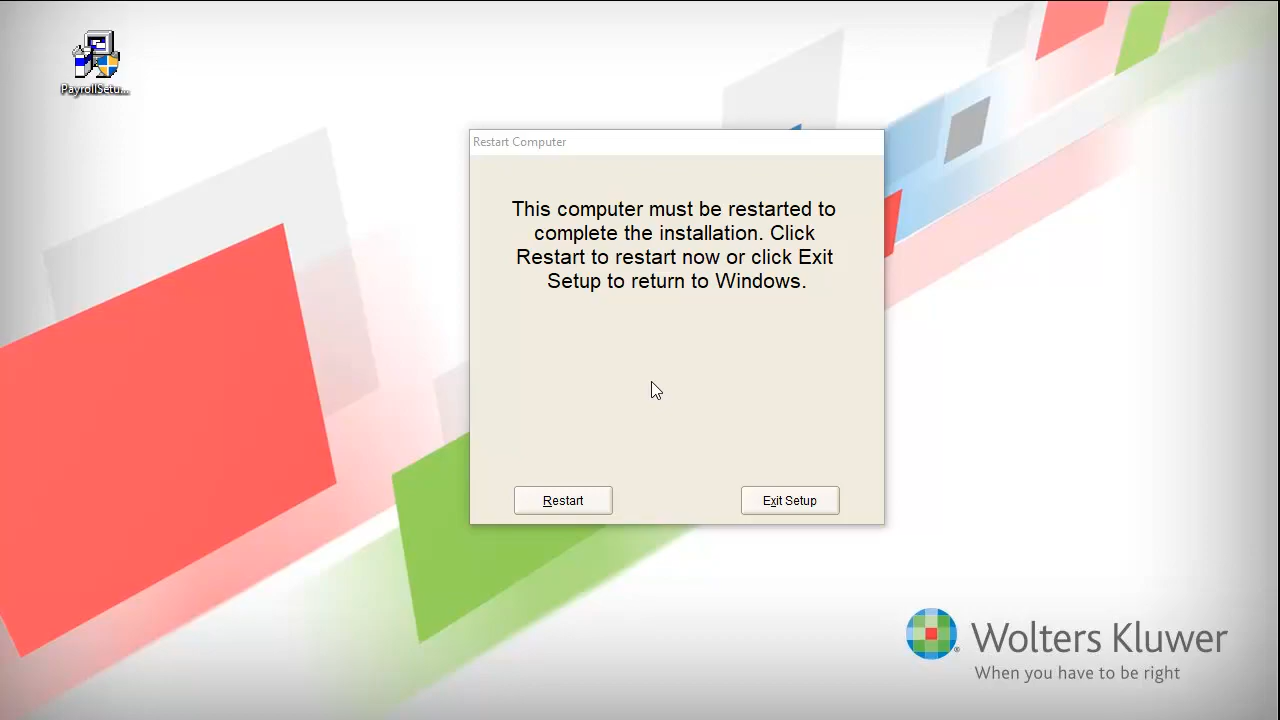 PayrollSetu...
Restart Computer
This computer must be restarted to
complete the installation. Click
Restart to restart now or click Exit
Setup to return to Windows.
Restart
Exit Setup
Wolters Kluwer
When you have to be right